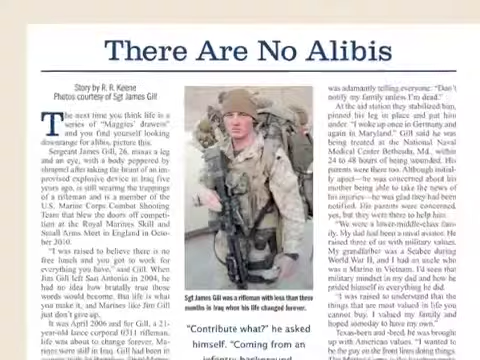 There Are No Alibis
Story by R. R. Keene
Photos courtesy of Sgt James Gill
The next time you think life is a
series of “Maggies’ drawers”
and you find yourself looking
downrange for alibis, picture this.
Sergeant James Gill, 26, minus a leg
and an eye, with a body peppered by
shrapnel after taking the brunt of an im-
provised explosive device in Iraq five
years ago, is still wearing the trappings
of a rifleman and is a member of the
U.S. Marine Corps Combat Shooting
Team that blew the doors off competi-
tion at the Royal Marines Skill and
Small Arms Meet in England in Octo-
ber 2010.
“I was raised to believe there is no
free lunch and you got to work for
everything you have,” said Gill. When
Jim Gill left San Antonio in 2004, he
had no idea how brutally true those
words would become. But life is what
you make it, and Marines like Jim Gill
just don’t give up.
It was April 2006 and for Gill, a 21-
year-old lance corporal 0311 rifleman,
life was about to change forever. Ma-
rines were still in Iraq. Gill had been in
Sgt James Gill was a rifleman with less than three
months in Iraq when his life changed forever.
“Contribute what?” he asked
himself. “Coming from an
infantry background
was adamantly telling everyone: “Don’t
notify my family unless I’m dead.”
At the aid station they stabilized him,
pinned his leg in place and put him
under. “I woke up once in Germany and
again in Maryland.” Gill said he was
being treated at the National Naval
Medical Center Bethesda, Md., within
24 to 48 hours of being wounded. His
parents were there too. Although initial-
ly apart—he was concerned about his
mother being able to take the news of
his injuries—he was glad they had been
notified. His parents were concerned,
yes, but they were there to help him.
“We were a lower-middle-class fam-
ily. My dad had been a naval aviator. He
raised three of us with military values.
My grandmother was a Seabee during
World War II, and I had an uncle who
was a Marine in Vietnam. I’d seen that
military mindset in my dad and how he
prided himself in everything he did.
“I was raised to understand that the
things that are most valued in life you
cannot buy. I valued my family and
hoped someday to have my own.”
Texas-born and -bred, he was brought
up with American values. “I wanted to
be the guy on the front lines doing things